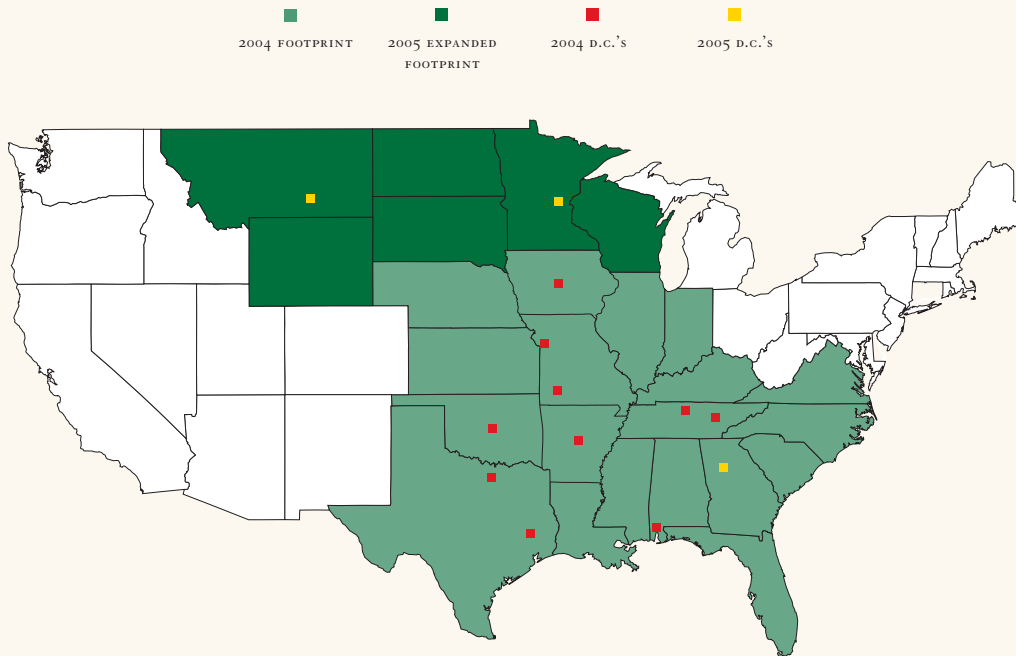 2004 footprint
2005 expanded
footprint
2004 d.c.'s
2005 d.c.'s